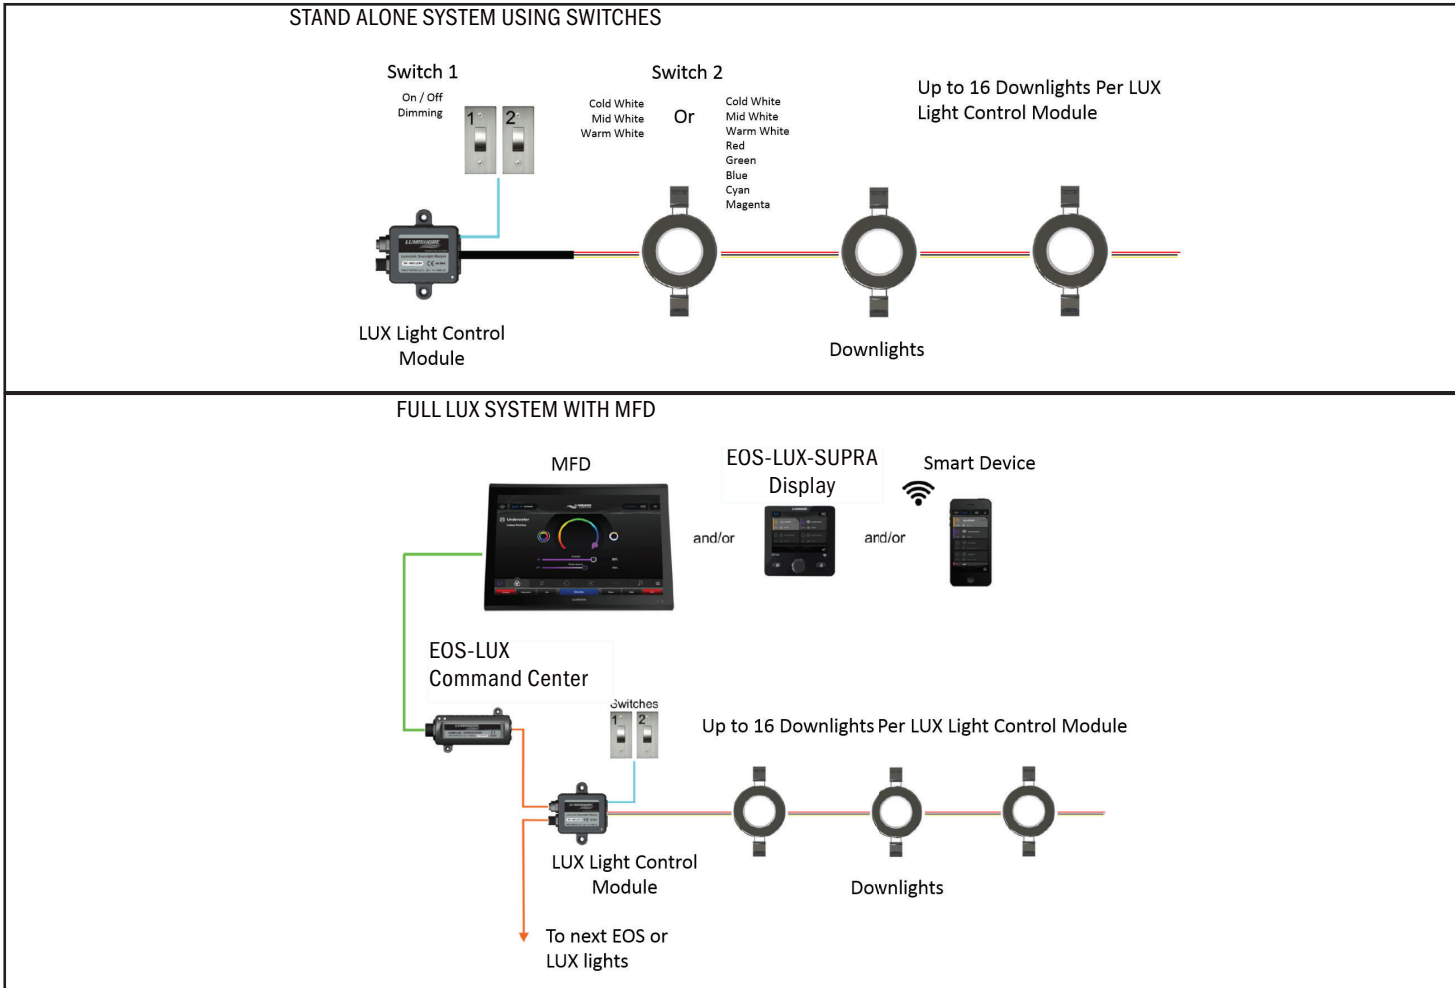 STAND ALONE SYSTEM USING SWITCHES
Switch 1
On / Off
Dimming
1
2
Switch 2
Cold White
Mid White
Warm White
Or
Cold White
Mid White
Warm White
Red
Green
Blue
Cyan
Magenta
Up to 16 Downlights Per LUX
Light Control Module
LUMISHORE
LUX Light Control
Module
Downlights
FULL LUX SYSTEM WITH MFD
MFD
EOS-LUX-SUPRA
Display
Smart Device
Underwater
and/or
and/or
EOS-LUX
Command Center
Switches
1
2
Up to 16 Downlights Per LUX Light Control Module
LUX Light Control
Module
Downlights
To next EOS or
LUX lights